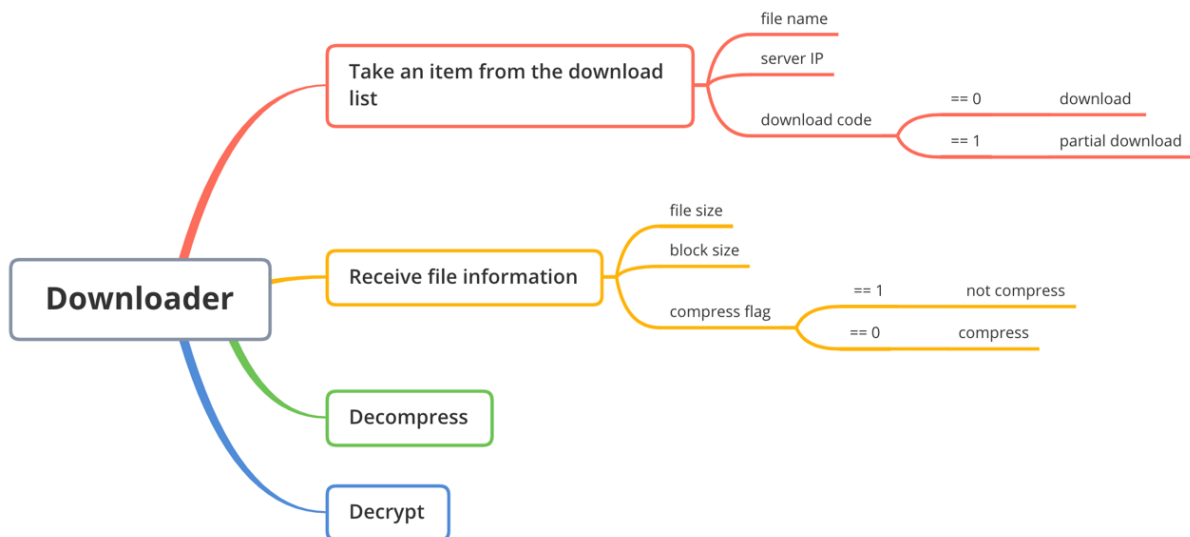 Downloader
Take an item from the download
list
file name
server IP
download code
== 0 download
== 1 partial download
Receive file information
file size
block size
compress flag
== 1 not compress
== 0 compress
Decompress
Decrypt